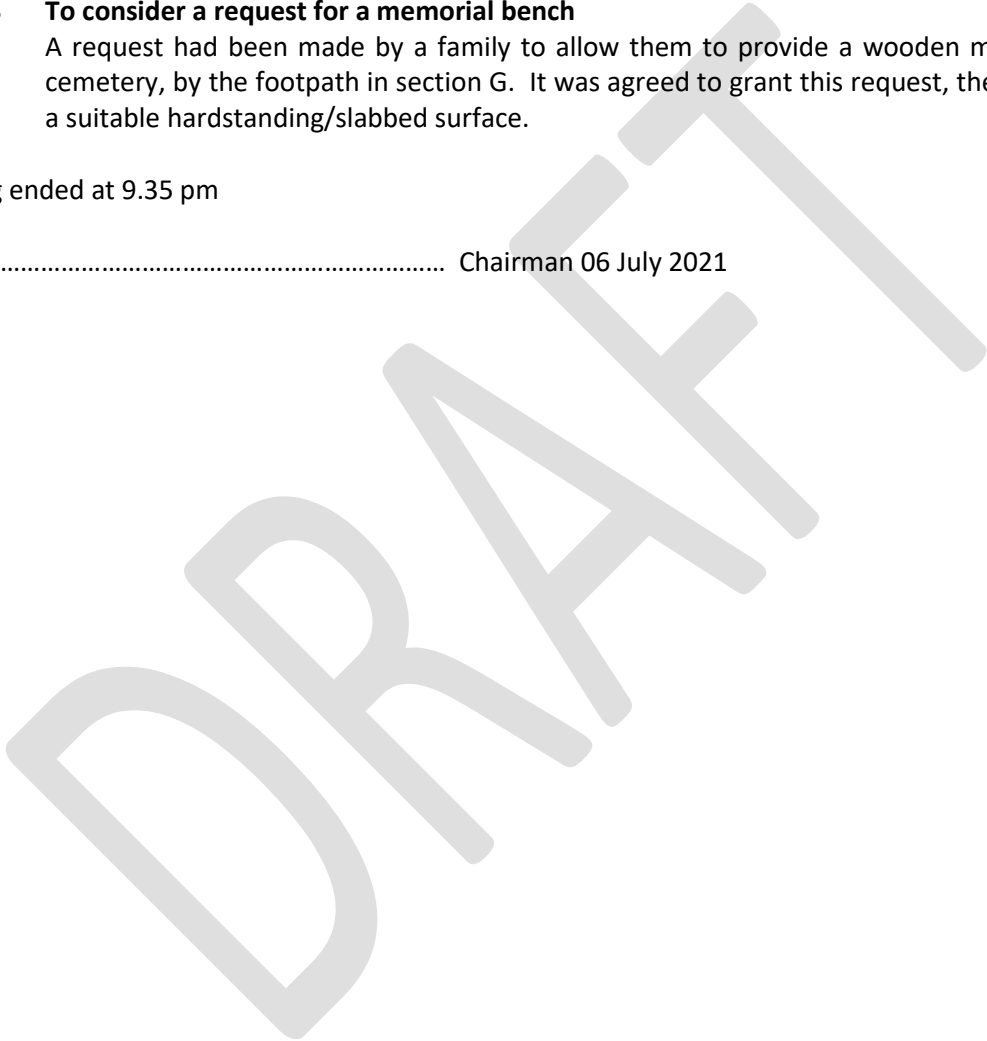 To consider a request for a memorial bench
A request had been made by a family to allow them to provide a wooden
cemetery, by the footpath in section G.  It was agreed to grant this request,
a suitable hardstanding/slabbed surface.
ended at 9.35 pm
………………………………………………………… Chairman 06 July 2021
DRAFT